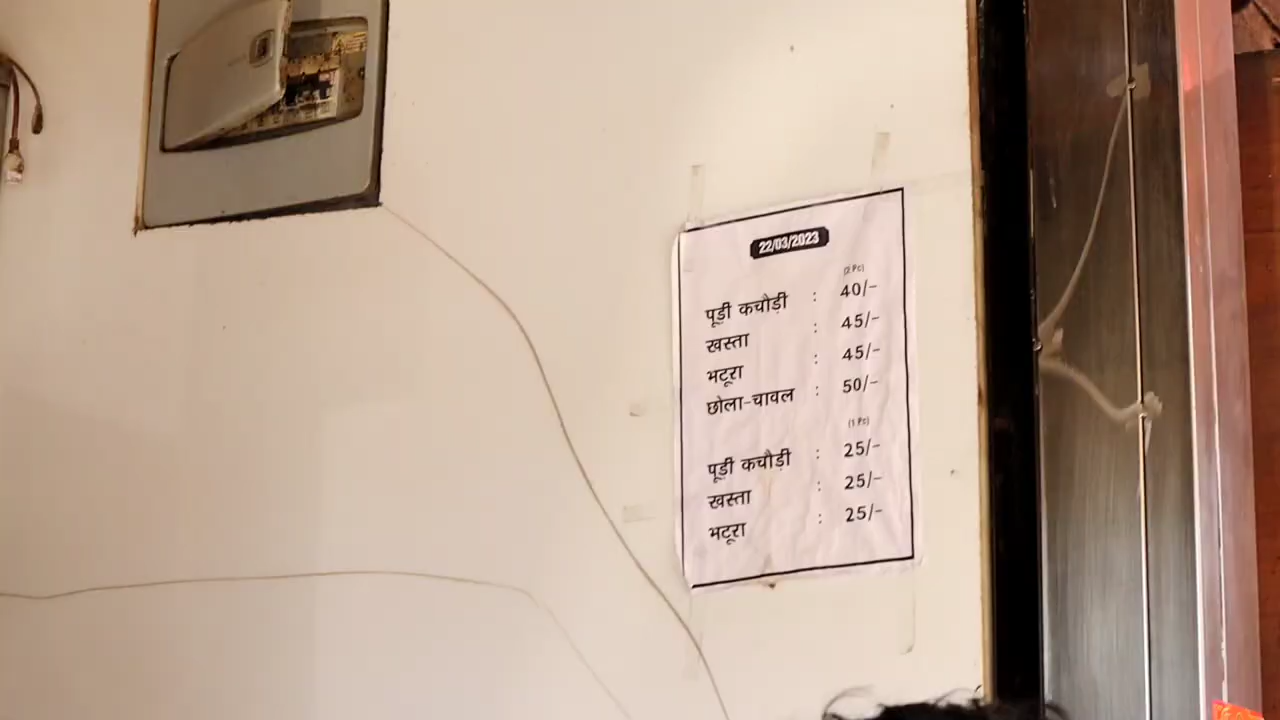 22/03/2023
(2 Pc)
पूड़ी कचौड़ी : 40/-
खस्ता : 45/-
भटूरा : 45/-
छोला-चावल : 50/-
(1 Pc)
पूड़ी कचौड़ी : 25/-
खस्ता : 25/-
भटूरा : 25/-